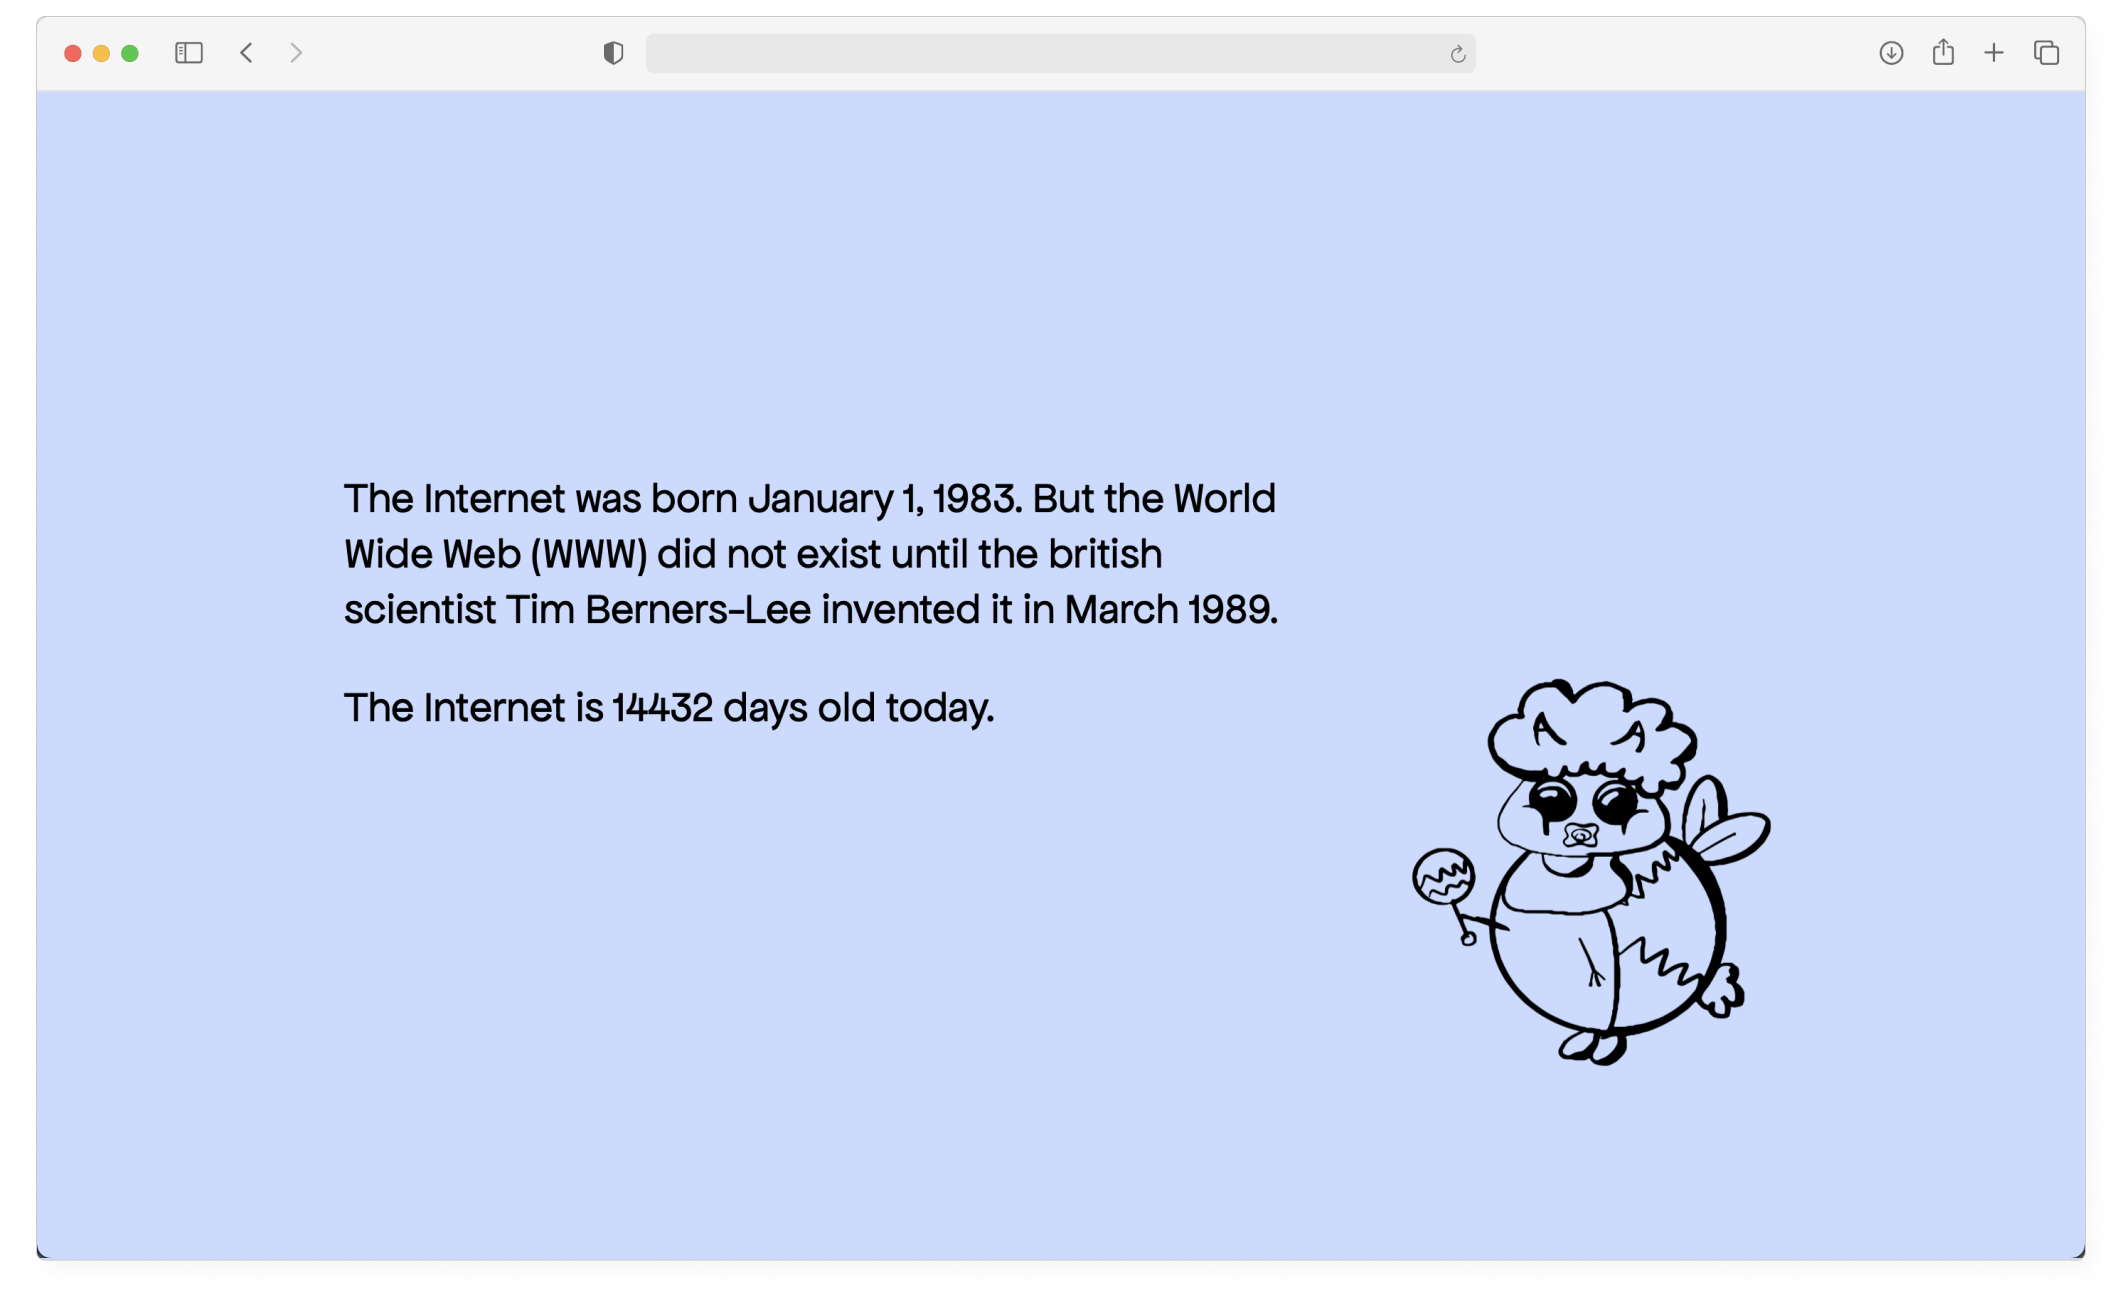 The Internet was born January 1, 1983. But the World
Wide Web (WWW) did not exist until the british
scientist Tim Berners-Lee invented it in March 1989.
The Internet is 14432 days old today.